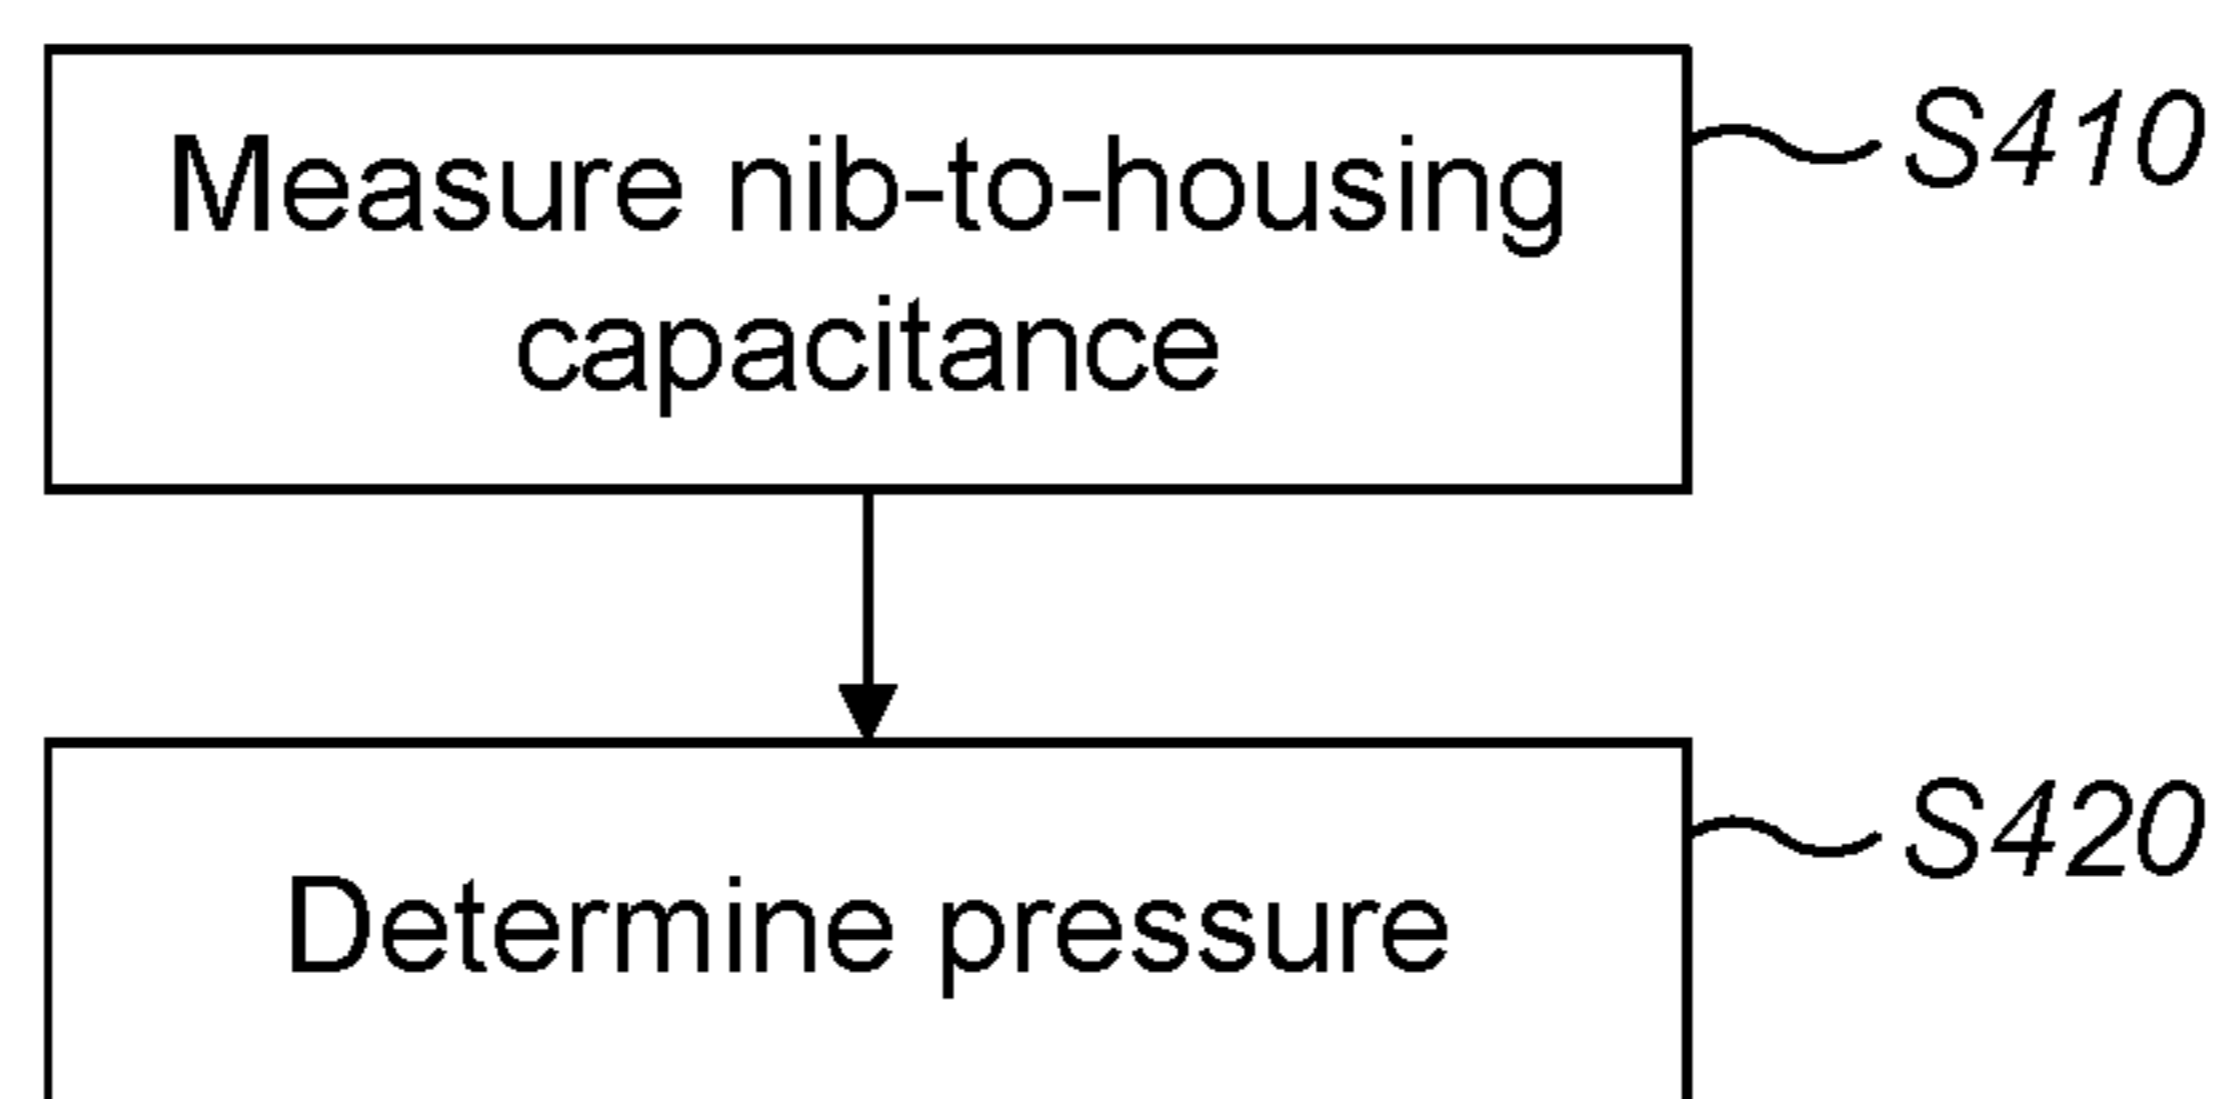 Measure nib-to-housing
capacitance
S410
Determine pressure
S420